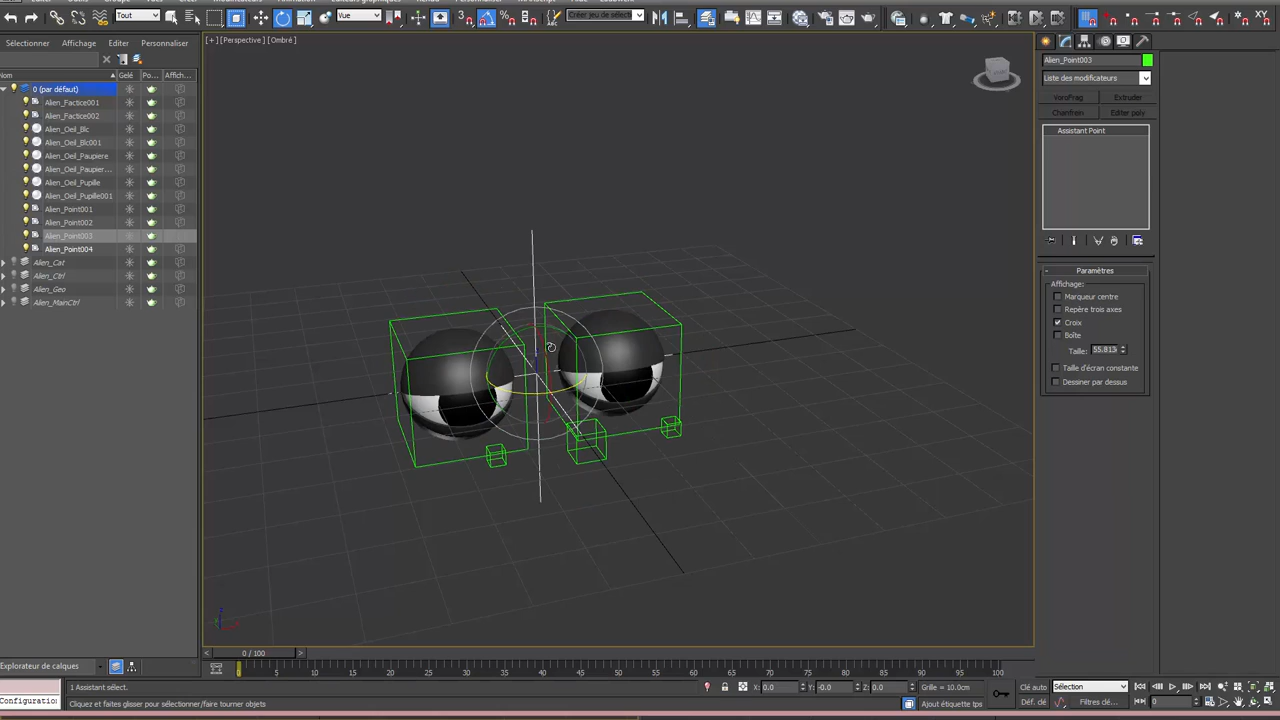 Tout
Vue
Créer jeu de sélecti
Sélectionner Affichage Editer Personnaliser
Nom Gelé Po... Affich...
0 (par défaut)
Alien_Factice001
Alien_Factice002
Alien_Oeil_Blc
Alien_Oeil_Blc001
Alien_Oeil_Paupiere
Alien_Oeil_Paupier...
Alien_Oeil_Pupille
Alien_Oeil_Pupille001
Alien_Point001
Alien_Point002
Alien_Point003
Alien_Point004
Alien_Cat
Alien_Ctrl
Alien_Geo
Alien_MainCtrl
Explorateur de calques
[+] [Perspective] [Ombré]
Alien_Point003
Liste des modificateurs
VoroFrag Extruder
Chanfrein Editer poly
Assistant Point
- Paramètres
Affichage:
Marqueur centre
Repère trois axes
Croix
Boîte
Taille: 55.813
Taille d'écran constante
Dessiner par dessus
< 0 / 100 >
0 5 10 15 20 25 30 35 40 45 50 55 60 65 70 75 80 85 90 95 100
1 Assistant sélect.
X: 0.0 Y: -0.0 Z: 0.0 Grille = 10.0cm
Clé auto Sélection
Configuration
Cliquez et faites glisser pour sélectionner/faire tourner objets
Ajout étiquette tps
Déf. dé Filtres dé... 0